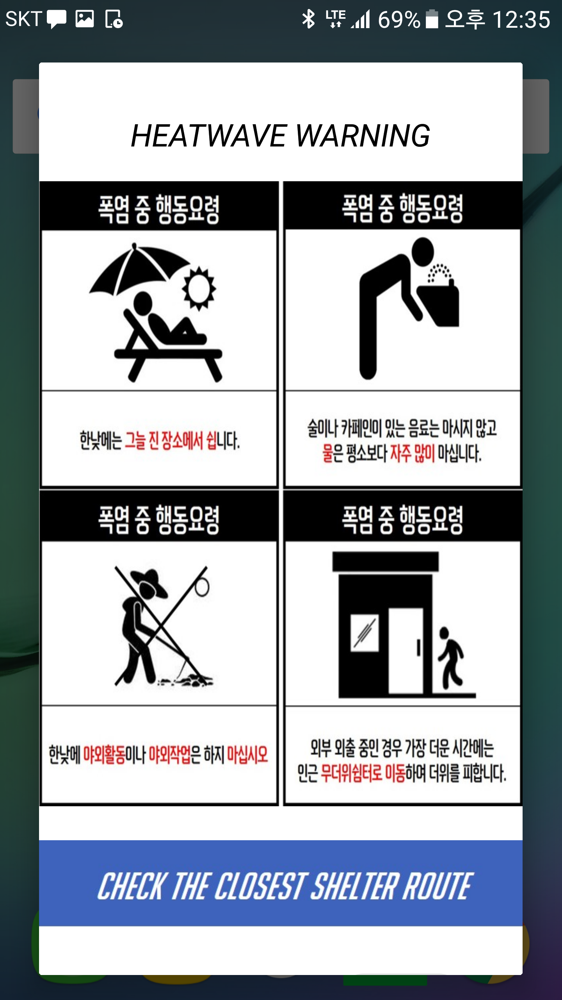 SKT LTE 69% 오후 12:35
HEATWAVE WARNING
폭염 중 행동요령
한낮에는 그늘 진 장소에서 쉽니다.
폭염 중 행동요령
술이나 카페인이 있는 음료는 마시지 않고
물은 평소보다 자주 많이 마십니다.
폭염 중 행동요령
한낮에 야외활동이나 야외작업은 하지 마십시오
폭염 중 행동요령
외부 외출 중인 경우 가장 더운 시간에는
인근 무더위쉼터로 이동하여 더위를 피합니다.
CHECK THE CLOSEST SHELTER ROUTE